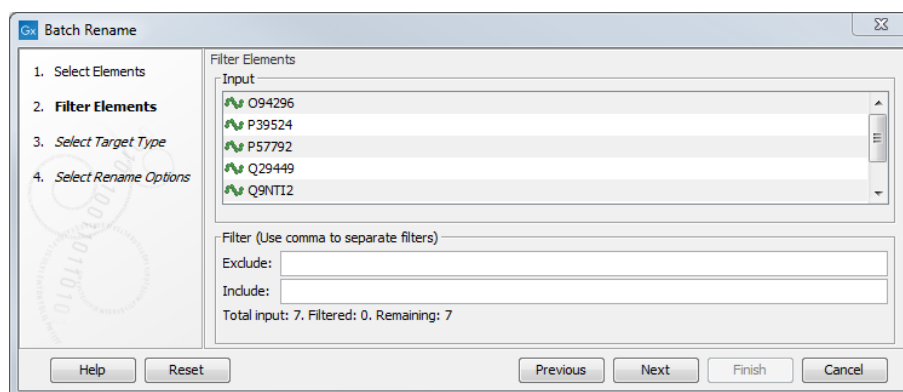 Gx Batch Rename
1. Select Elements
2. Filter Elements
3. Select Target Type
4. Select Rename Options
Filter Elements
Input
O94296
P39524
P57792
Q29449
Q9NTI2
Filter (Use comma to separate filters)
Exclude:
Include:
Total input: 7. Filtered: 0. Remaining: 7
Help Reset Previous Next Finish Cancel